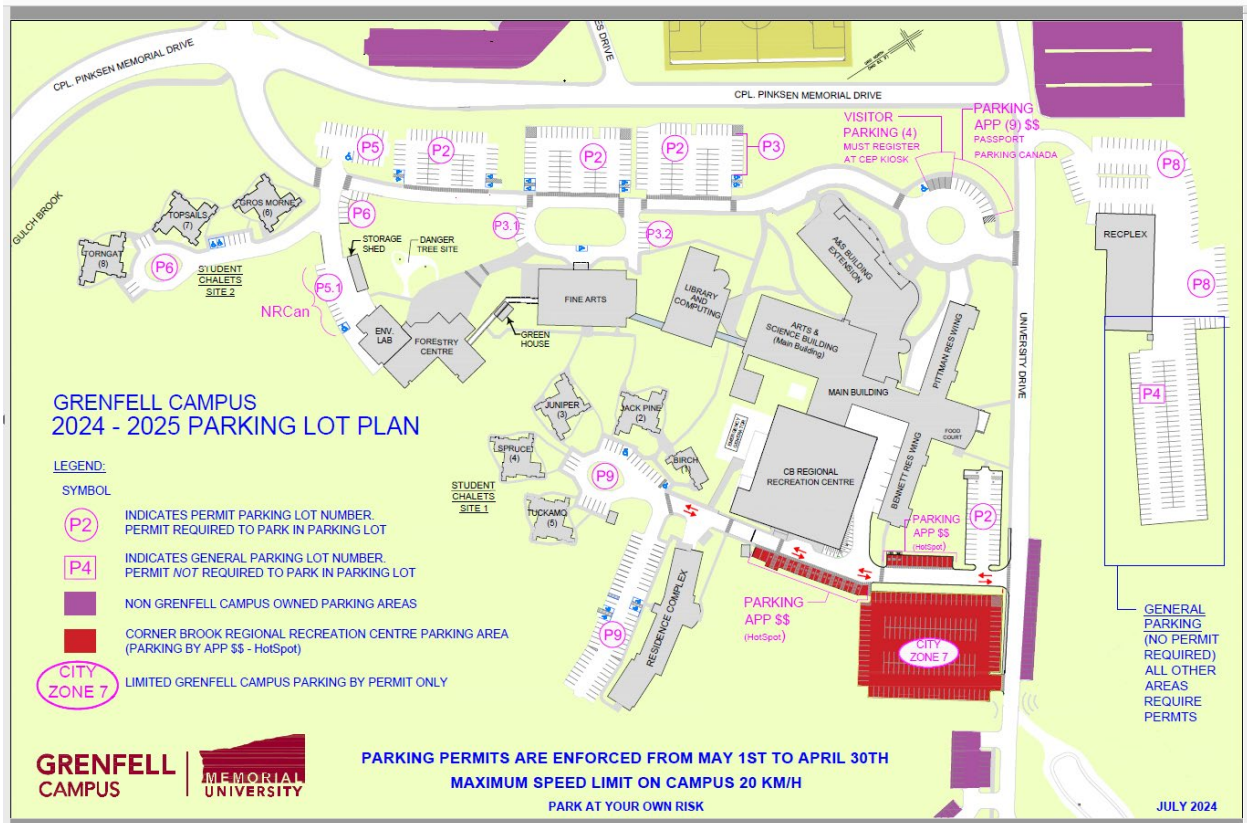 CPL. PINKSEN MEMORIAL DRIVE
ES DRIVE
CPL. PINKSEN MEMORIAL DRIVE
GULCH BROOK
VISITOR
PARKING (4)
MUST REGISTER
AT CEP KIOSK
PARKING
APP (9) $$
PASSPORT
PARKING CANADA
P5
P2
P2
P2
P3
P8
P8
P6
P3.1
P3.2
GROS MORNE
(6)
TOPSAILS
(7)
TORNGAT
(8)
P6
STUDENT
CHALETS
SITE 2
STORAGE
SHED
DANGER
TREE SITE
P5.1
NRCan
ENV.
LAB
FORESTRY
CENTRE
GREEN
HOUSE
FINE ARTS
LIBRARY
AND
COMPUTING
A&S BUILDING
EXTENSION
ARTS &
SCIENCE BUILDING
(Main Building)
MAIN BUILDING
PITTMAN RES WING
UNIVERSITY DRIVE
RECPLEX
P4
FOOD
COURT
BENNETT RES WING
EMERGENCY
GENERATOR
CB REGIONAL
RECREATION CENTRE
P2
JUNIPER
(3)
JACK PINE
(2)
SPRUCE
(4)
BIRCH
(1)
TUCKAMO
(5)
P9
STUDENT
CHALETS
SITE 1
P9
RESIDENCE COMPLEX
PARKING
APP $$
(HotSpot)
PARKING
APP $$
(HotSpot)
CITY
ZONE 7
GENERAL
PARKING
(NO PERMIT
REQUIRED)
ALL OTHER
AREAS
REQUIRE
PERMTS
GRENFELL CAMPUS
2024 - 2025 PARKING LOT PLAN
LEGEND:
SYMBOL
P2
INDICATES PERMIT PARKING LOT NUMBER.
PERMIT REQUIRED TO PARK IN PARKING LOT
P4
INDICATES GENERAL PARKING LOT NUMBER.
PERMIT NOT REQUIRED TO PARK IN PARKING LOT
NON GRENFELL CAMPUS OWNED PARKING AREAS
CORNER BROOK REGIONAL RECREATION CENTRE PARKING AREA
(PARKING BY APP $$ - HotSpot)
CITY
ZONE 7
LIMITED GRENFELL CAMPUS PARKING BY PERMIT ONLY
GRENFELL
CAMPUS
MEMORIAL
UNIVERSITY
PARKING PERMITS ARE ENFORCED FROM MAY 1ST TO APRIL 30TH
MAXIMUM SPEED LIMIT ON CAMPUS 20 KM/H
PARK AT YOUR OWN RISK
JULY 2024